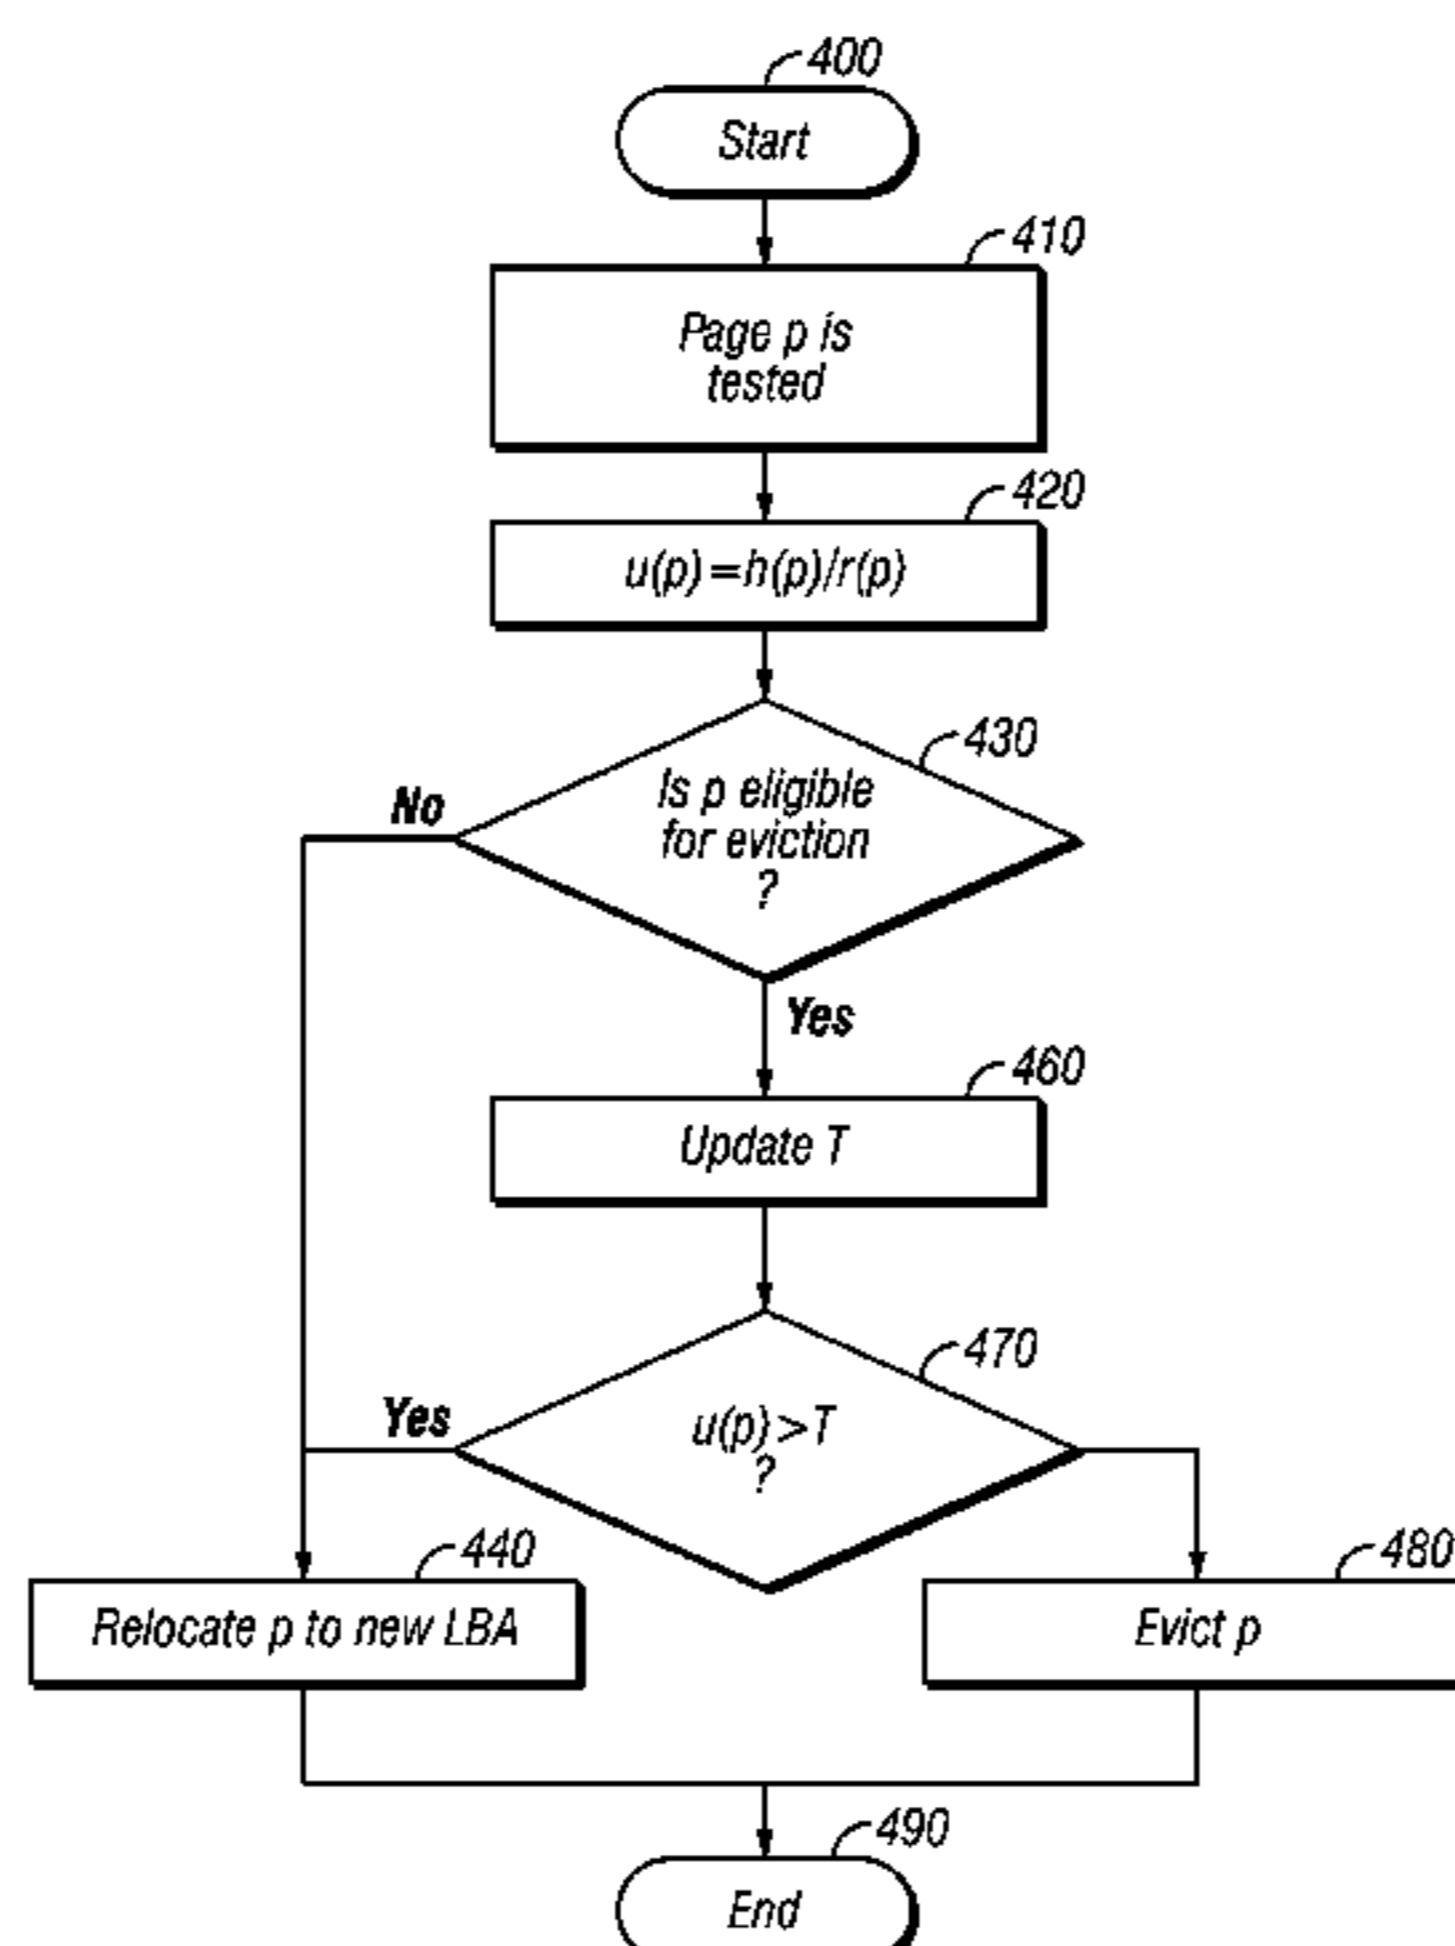 400
Start
410
Page p is
tested
420
u(p)=h(p)/r(p)
430
Is p eligible
for eviction
?
No
Yes
460
Update T
470
u(p)>T
?
Yes
440
Relocate p to new LBA
480
Evict p
490
End